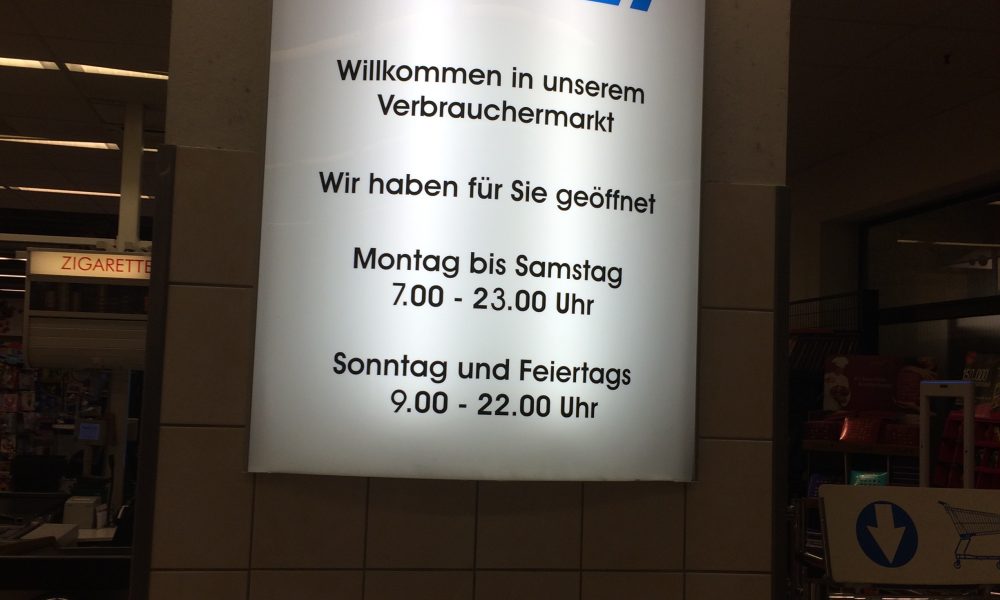 Willkommen in unserem
Verbrauchermarkt
Wir haben für Sie geöffnet
Montag bis Samstag
7.00 - 23.00 Uhr
Sonntag und Feiertags
9.00 - 22.00 Uhr
ZIGARETTE